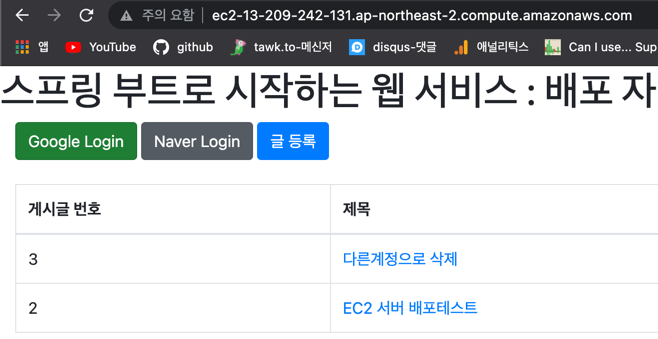 주의 요함 ec2-13-209-242-131.ap-northeast-2.compute.amazonaws.com
앱 YouTube github tawk.to-메신저 disqus-댓글 애널리틱스 Can I use... Sup
스프링 부트로 시작하는 웹 서비스 : 배포 자
Google Login Naver Login 글 등록
게시글 번호 제목
3 다른계정으로 삭제
2 EC2 서버 배포테스트